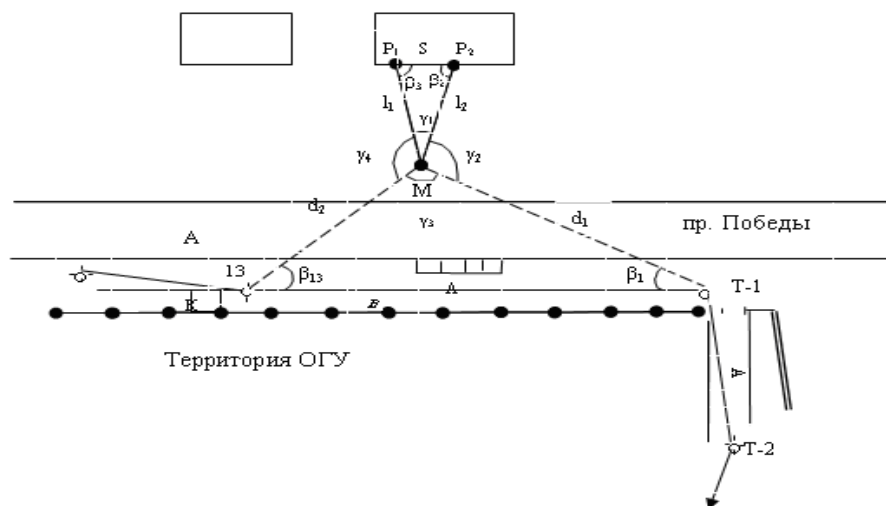 P₁ S P₂
β₃ β₂
l₁ l₂
γ₁
γ₄ γ₂
М
d₂ d₁
γ₃
А
пр. Победы
13 β₁₃ β₁
Т-1
К В
Территория ОГУ
А
Т-2